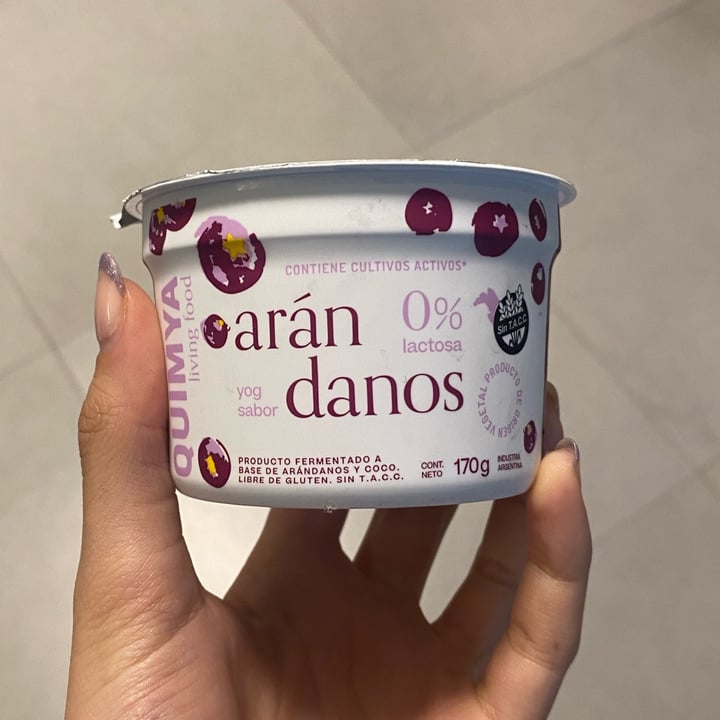 QUIMYA
living food
CONTIENE CULTIVOS ACTIVOS*
arán
danos
yog
sabor
0%
lactosa
Sin T.A.C.C.
PRODUCTO DE ORIGEN VEGETAL
PRODUCTO FERMENTADO A
BASE DE ARÁNDANOS Y COCO.
LIBRE DE GLUTEN. SIN T.A.C.C.
CONT.
NETO
170g
INDUSTRIA
ARGENTINA